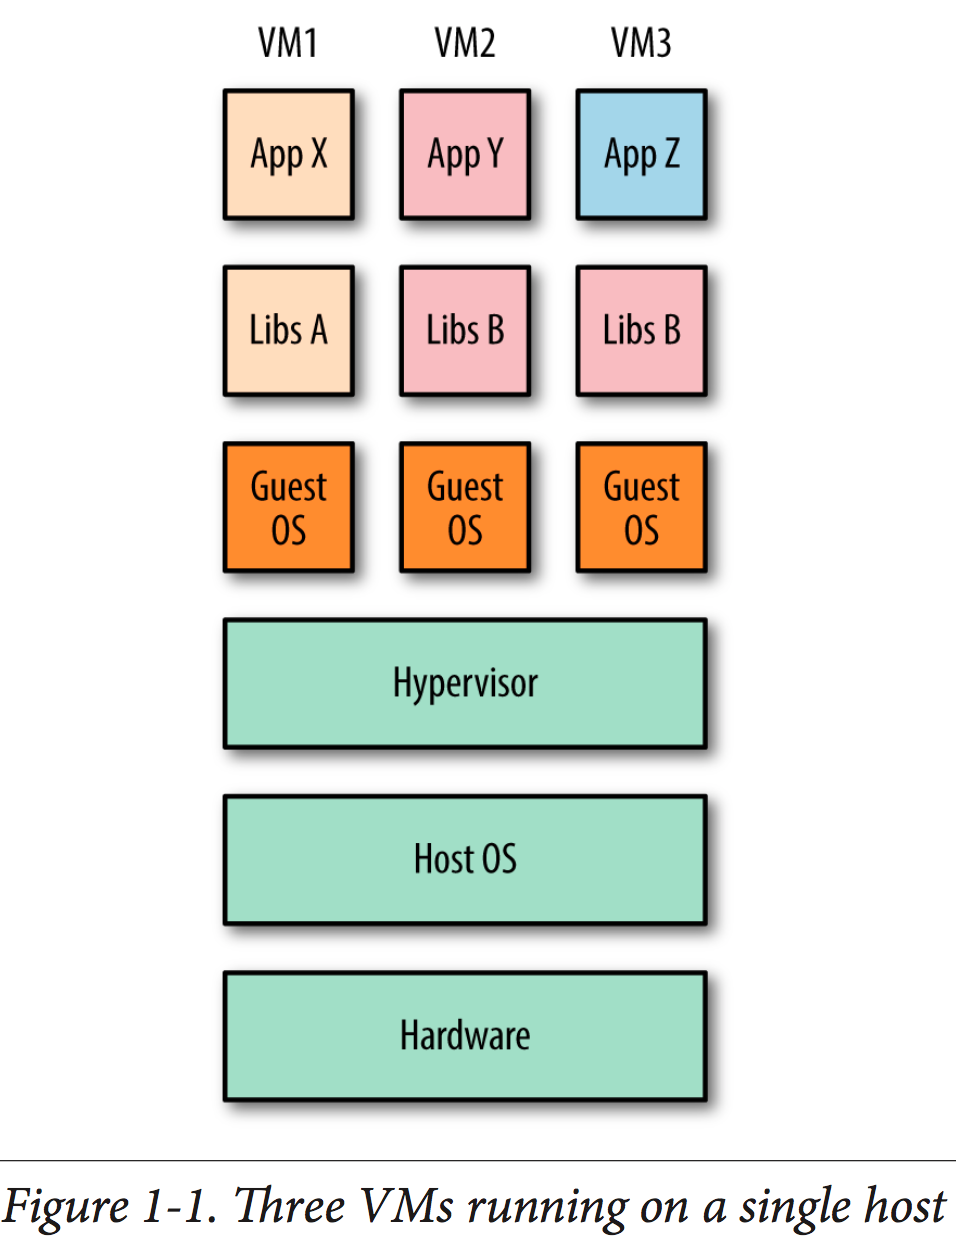 VM1 VM2 VM3
App X App Y App Z
Libs A Libs B Libs B
Guest Guest Guest
OS OS OS
Hypervisor
Host OS
Hardware
Figure 1-1. Three VMs running on a single host